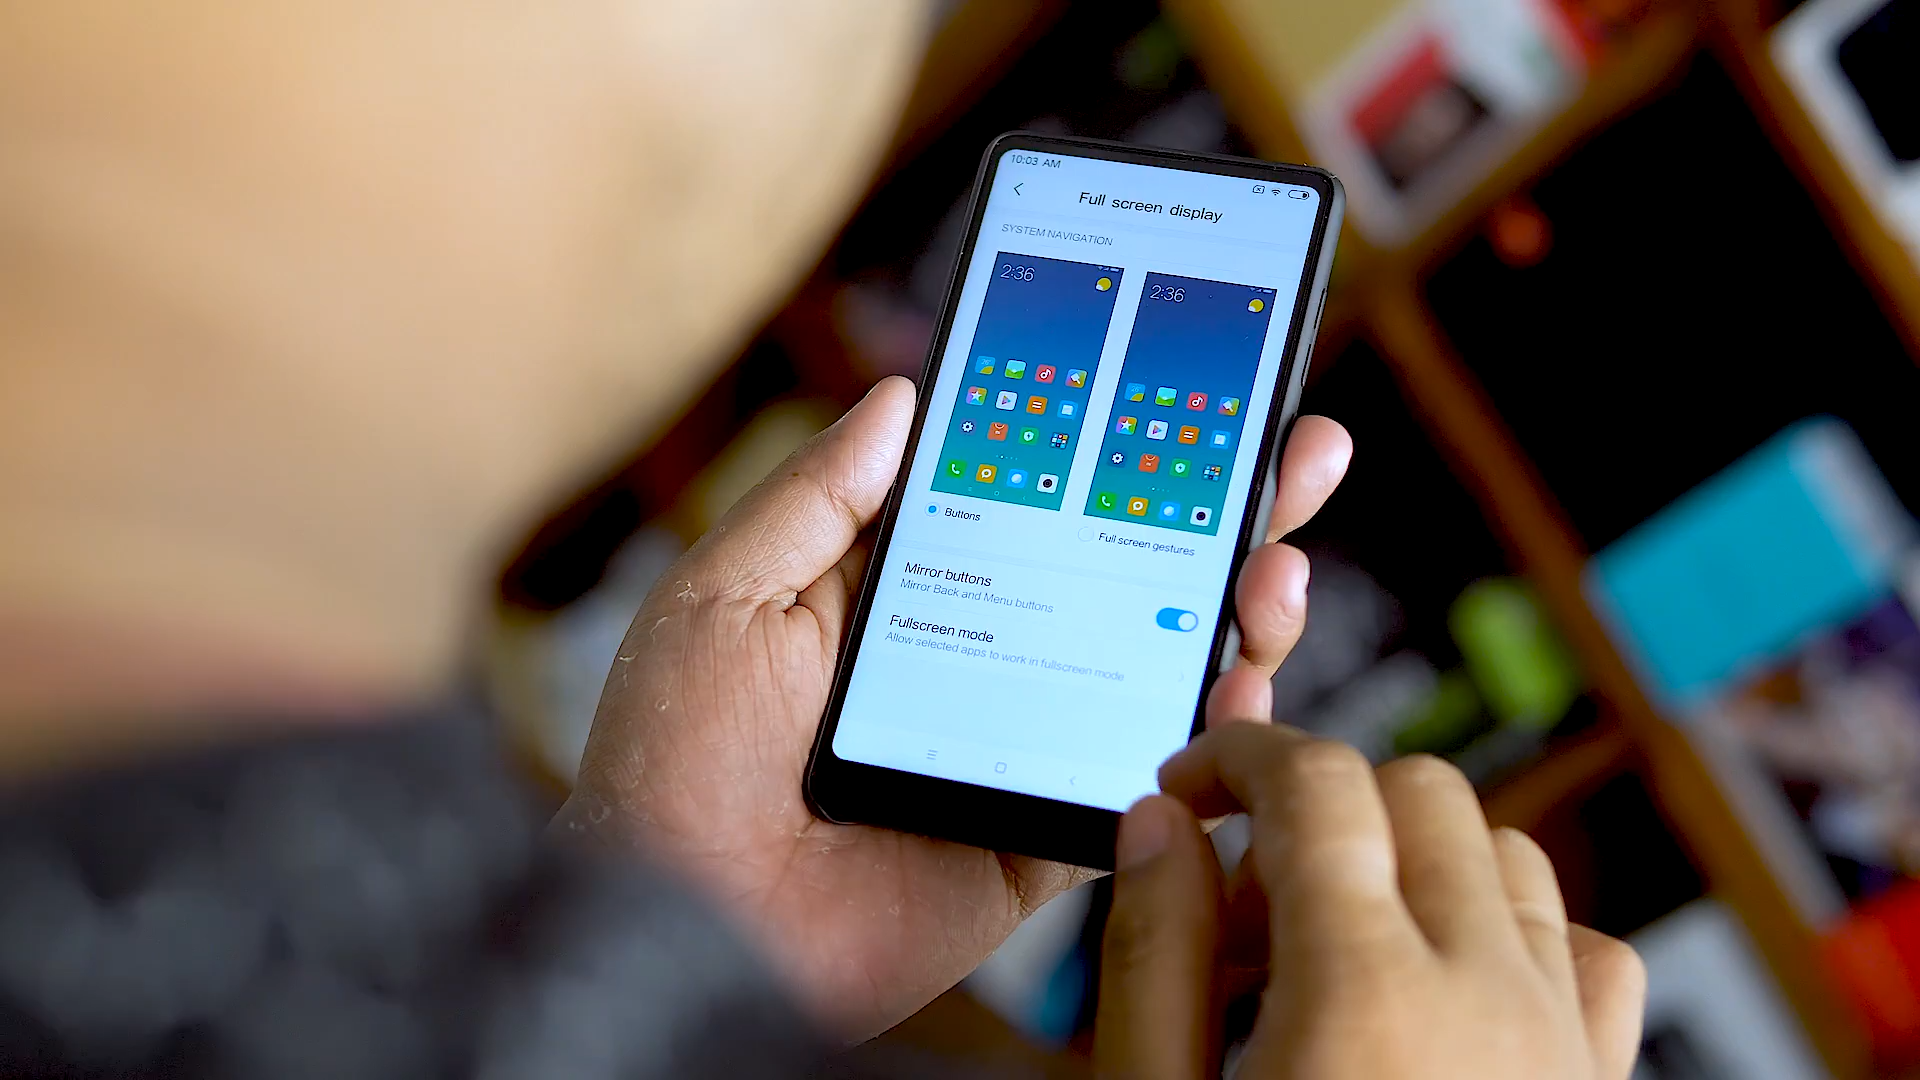 10:03 AM
Full screen display
SYSTEM NAVIGATION
2:36
2:36
Buttons
Full screen gestures
Mirror buttons
Mirror Back and Menu buttons
Fullscreen mode
Allow selected apps to work in fullscreen mode